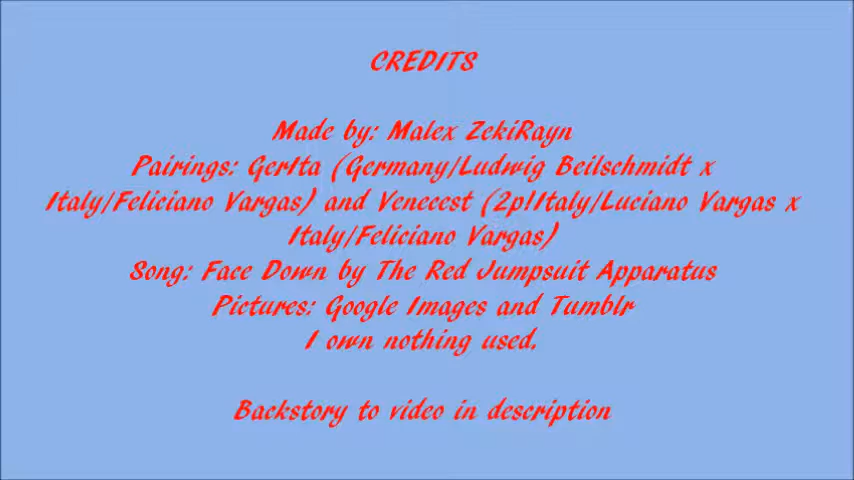 CREDITS
Made by: Malex ZekiRayn
Pairings: GerIta (Germany/Ludwig Beilschmidt x
Italy/Feliciano Vargas) and Venecest (2p!Italy/Luciano Vargas x
Italy/Feliciano Vargas)
Song: Face Down by The Red Jumpsuit Apparatus
Pictures: Google Images and Tumblr
I own nothing used.
Backstory to video in description